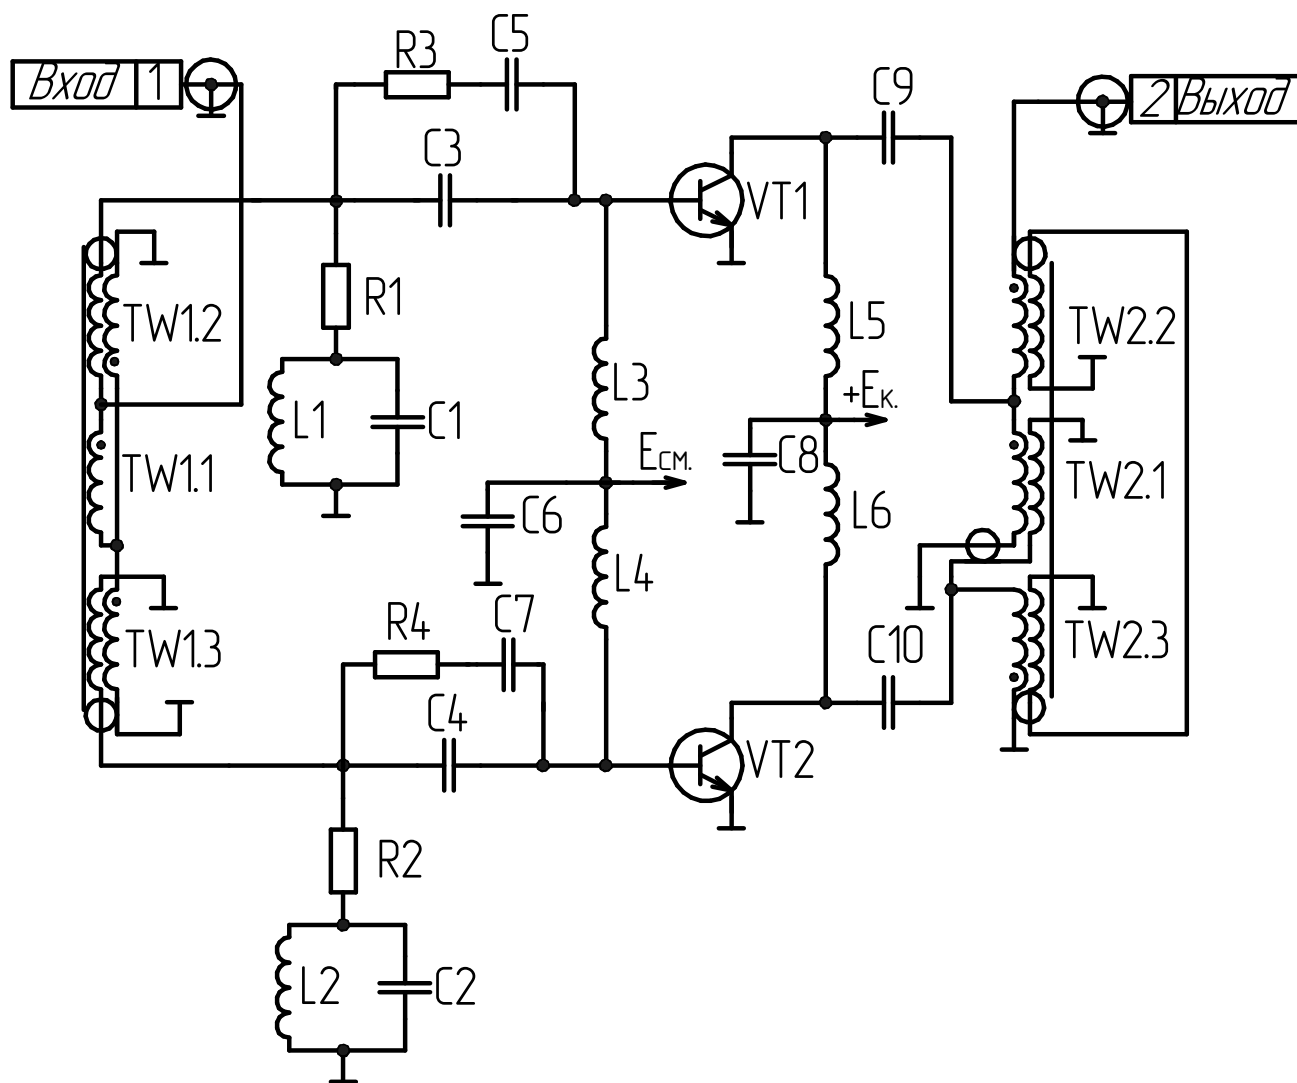 C5
R3
Вход 1
C9
2 Выход
C3
VT1
R1
TW1.2
L5
TW2.2
L3
+Eк.
L1
C1
Eсм.
C8
TW1.1
TW2.1
C6
L6
L4
C7
R4
C10
TW1.3
TW2.3
C4
VT2
R2
L2
C2